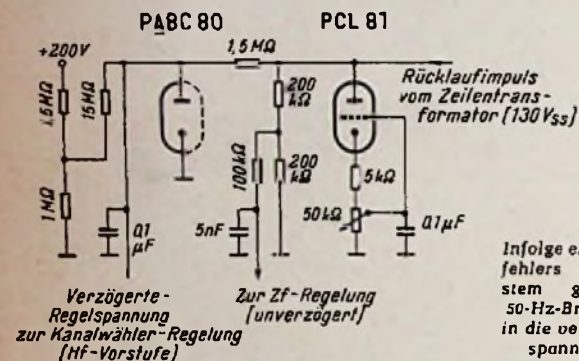 PABC 80
PCL 81
+200V
1,5 MΩ
1,5MΩ
15MΩ
200
kΩ
Rücklaufimpuls
vom Zeilentrans-
formator [130Vss]
100kΩ
200
kΩ
5kΩ
1MΩ
0,1
µF
5nF
50kΩ
0,1µF
Verzögerte-
Regelspannung
zur Kanalwähler-Regelung
[Hf-Vorstufe]
Zur Zf-Regelung
[unverzögert]
Infolge e
fehlers
stem g
50-Hz-Br
in die ve
spann